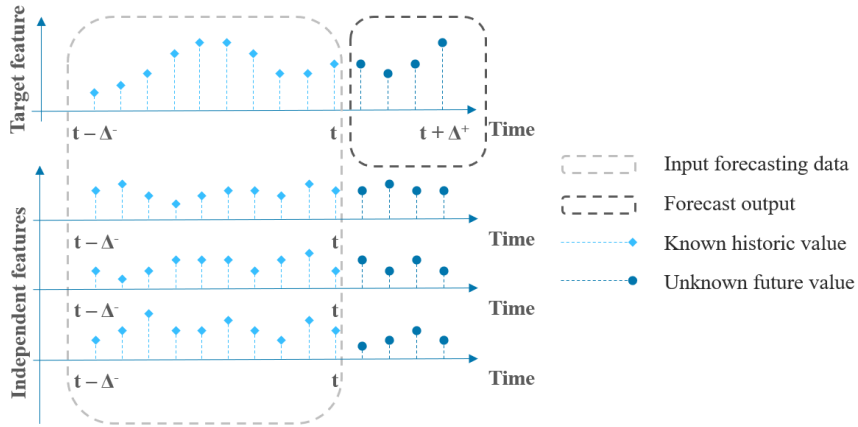 Target feature
t – Δ⁻
t
t + Δ⁺
Time
Independent features
t – Δ⁻
t
Time
t – Δ⁻
t
Time
t – Δ⁻
t
Time
Input forecasting data
Forecast output
Known historic value
Unknown future value